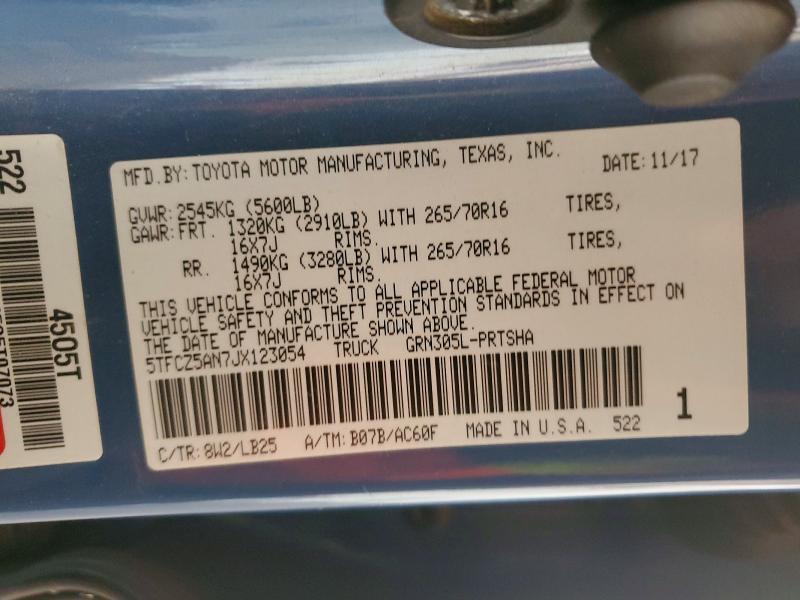 MFD.BY: TOYOTA MOTOR MANUFACTURING, TEXAS, INC. DATE: 11/17
GVWR: 2545KG (5600LB)
GAWR: FRT. 1320KG (2910LB) WITH 265/70R16 TIRES,
16X7J RIMS.
RR. 1490KG (3280LB) WITH 265/70R16 TIRES,
16X7J RIMS.
THIS VEHICLE CONFORMS TO ALL APPLICABLE FEDERAL MOTOR
VEHICLE SAFETY AND THEFT PREVENTION STANDARDS IN EFFECT ON
THE DATE OF MANUFACTURE SHOWN ABOVE.
5TFCZ5AN7JX123054 TRUCK GRN305L-PRTSHA
1
C/TR: 8W2/LB25 A/TM: B07B/AC60F MADE IN U.S.A. 522
522
4505T